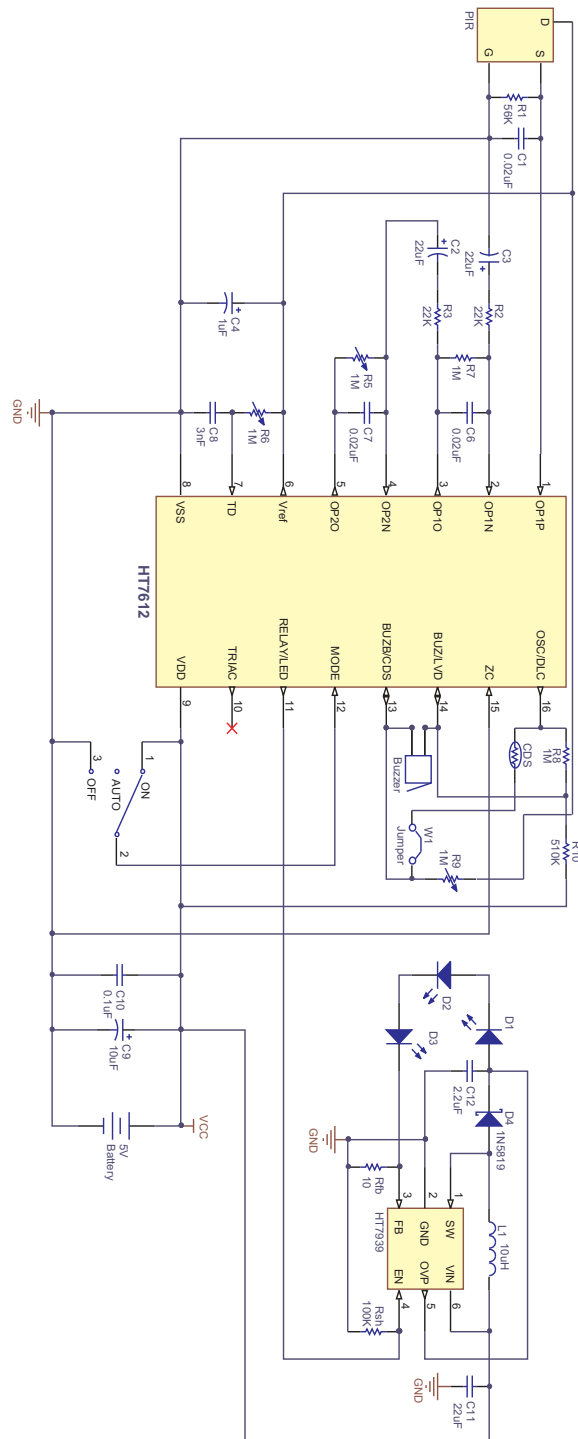 PIR
D
S
G
R1
56K
C1
0.02uF
C3
22uF
C2
22uF
R2
22K
R3
22K
R7
1M
C6
0.02uF
R5
1M
C7
0.02uF
C4
1uF
R6
1M
C8
3nF
GND
1
OP1P
2
OP1N
3
OP1O
4
OP2N
5
OP2O
6
Vref
7
TD
8
VSS
HT7612
OSC/DLC
16
ZC
15
BUZ/LVD
14
BUZB/CDS
13
MODE
12
RELAY/LED
11
TRIAC
10
VDD
9
R8
1M
R10
510K
CDS
Buzzer
W1
Jumper
R9
1M
1
ON
AUTO
3
OFF
2
C10
0.1uF
C9
10uF
5V
Battery
VCC
D1
D2
D3
C12
2.2uF
D4
1N5819
GND
Rfb
10
HT7939
1
SW
2
GND
3
FB
VIN
6
OVP
5
EN
4
L1
10uH
Rsh
100K
GND
C11
22uF